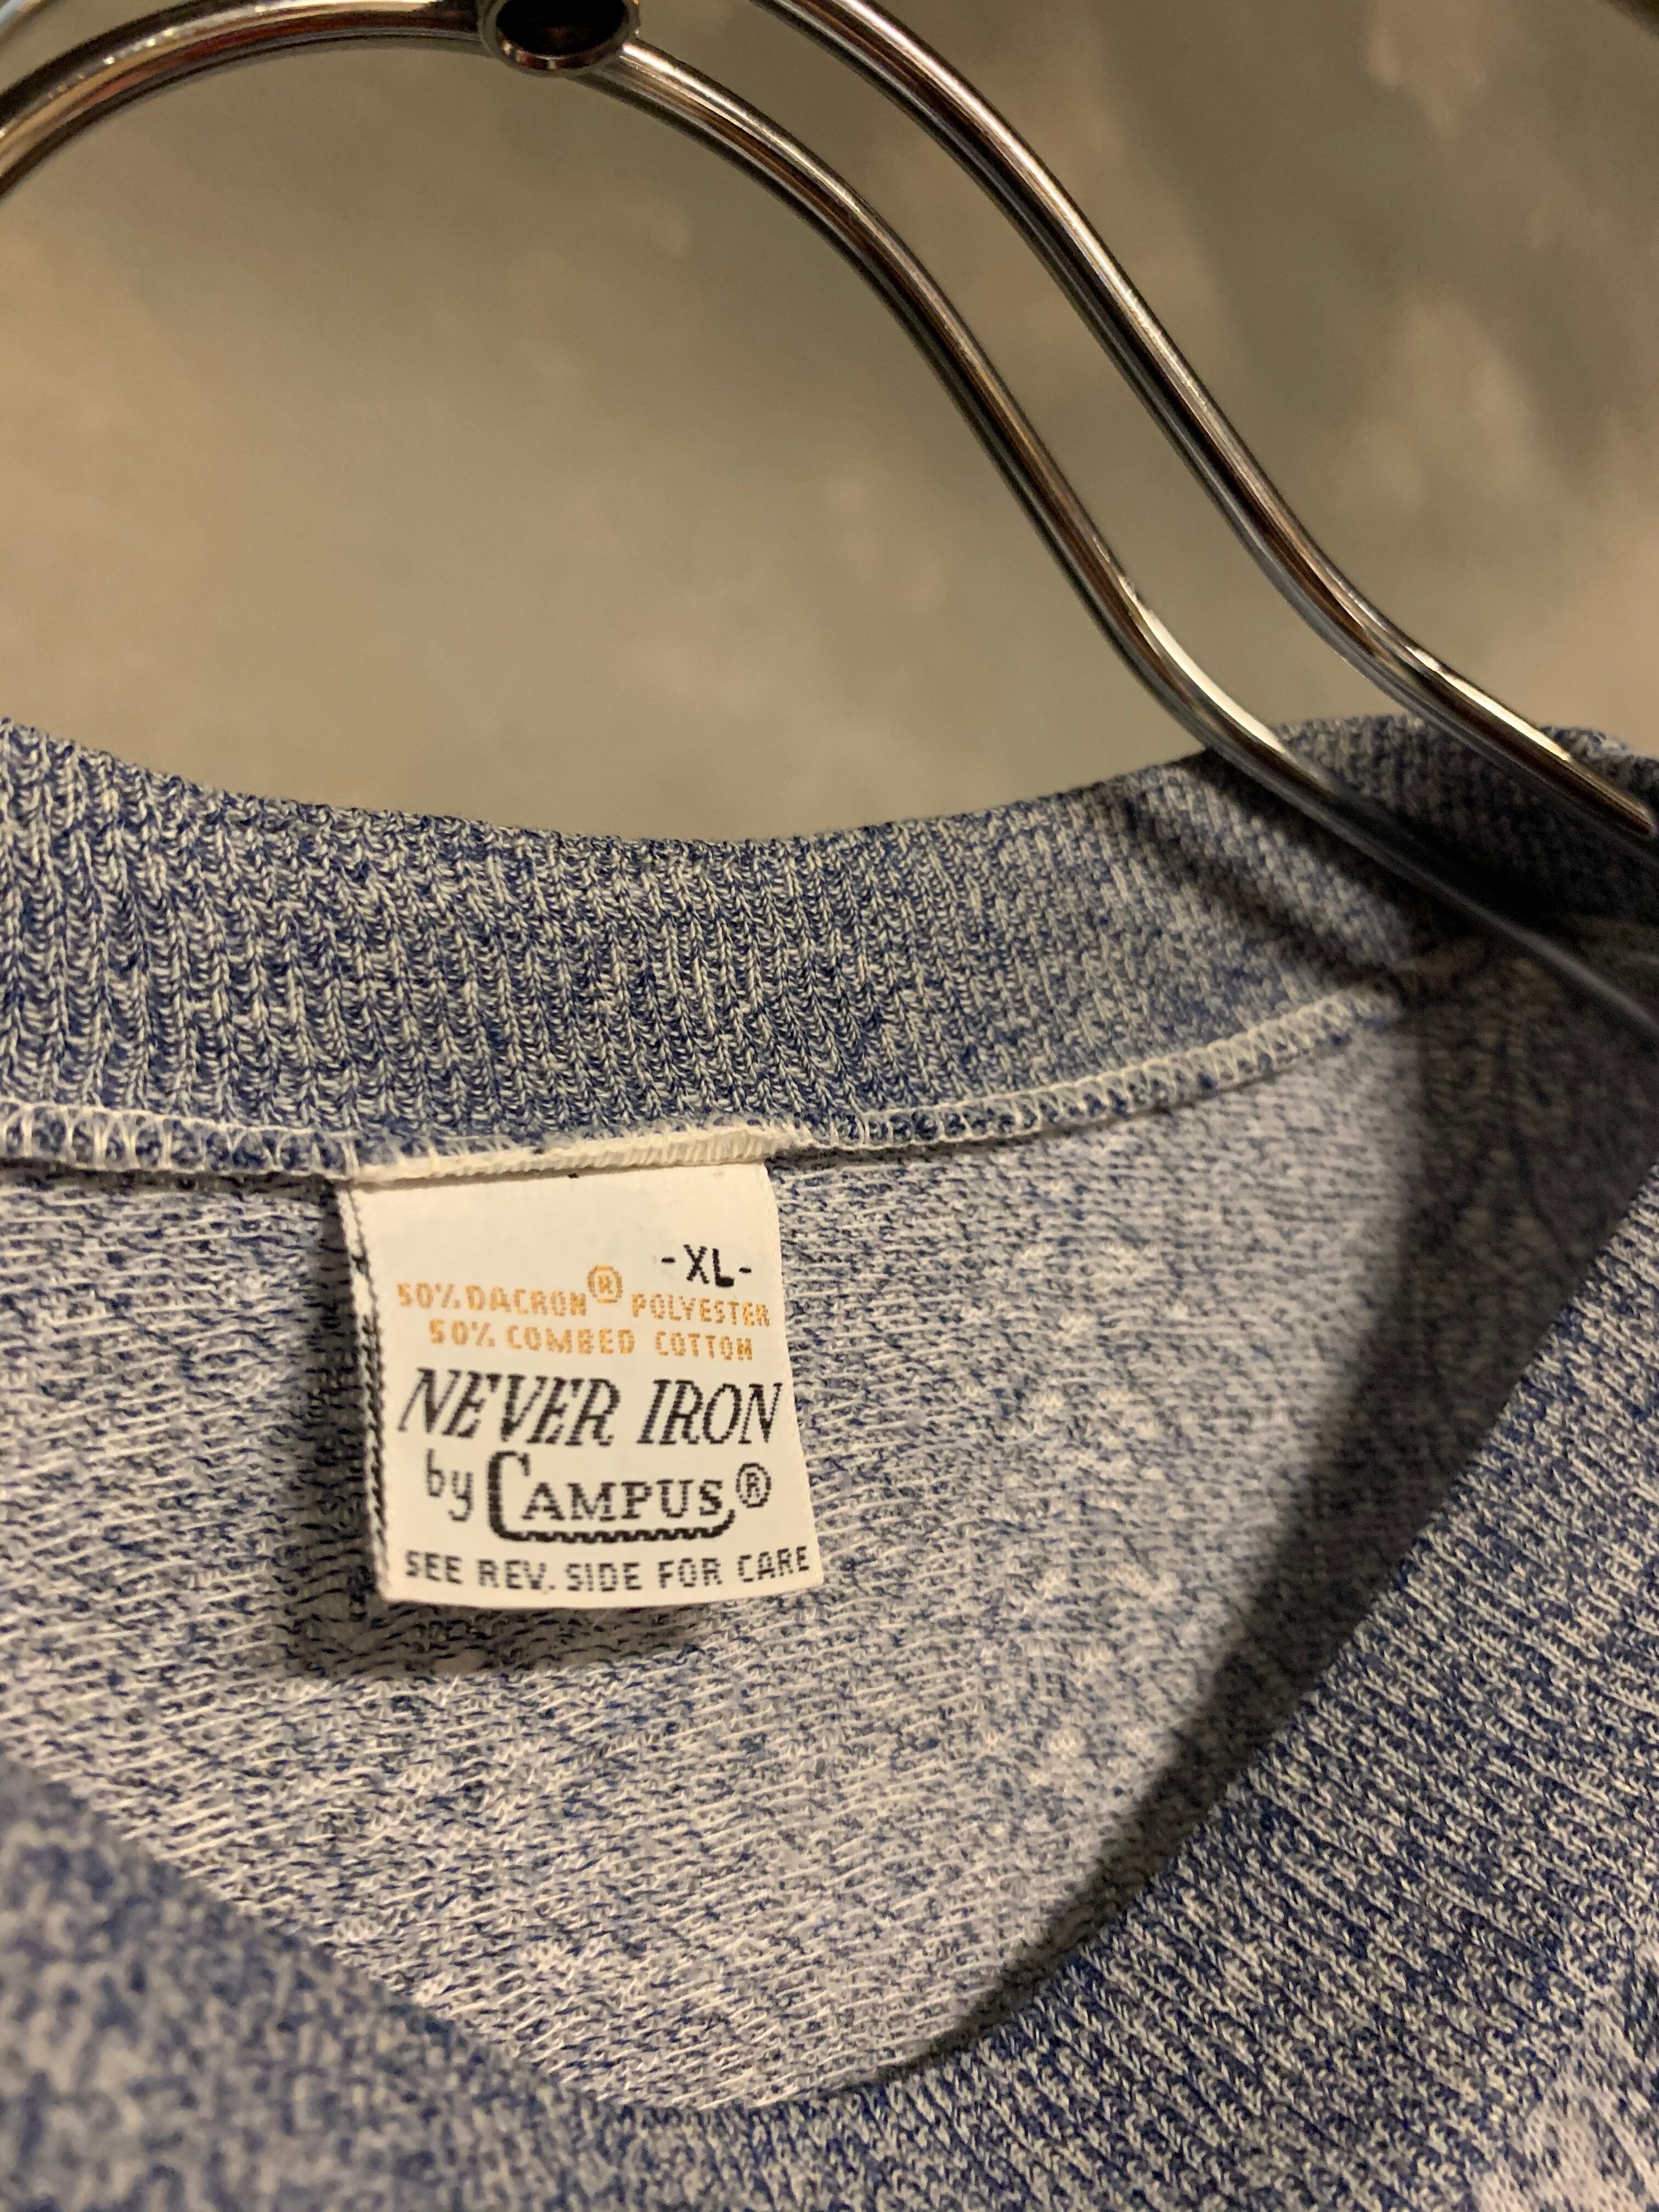 -XL-
50% DACRON® POLYESTER
50% COMBED COTTON
NEVER IRON
by CAMPUS®
SEE REV. SIDE FOR CARE